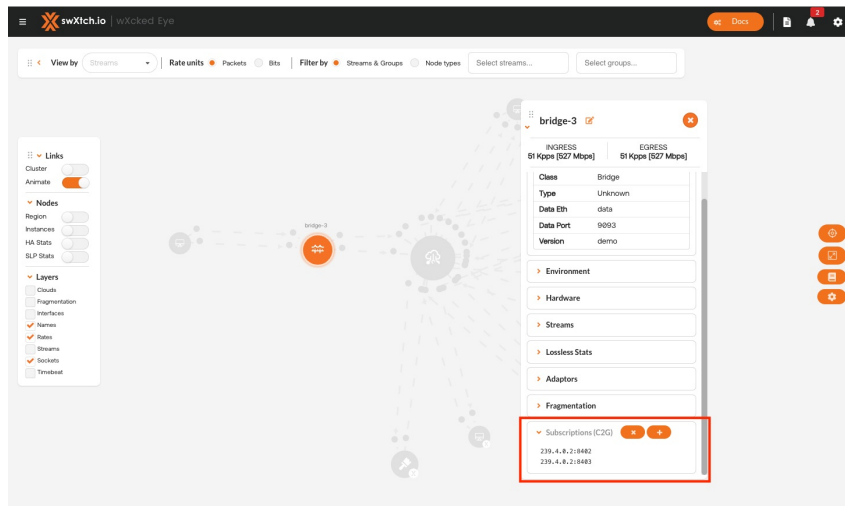 swXtch.io | wXcked Eye
Docs
2
View by Streams Rate units Packets Bits Filter by Streams & Groups Node types Select streams... Select groups...
Links
Cluster
Animate
Nodes
Region
Instances
HA Stats
SLP Stats
Layers
Clouds
Fragmentation
Interfaces
Names
Rates
Streams
Sockets
Timebeat
bridge-3
bridge-3
INGRESS EGRESS
51 Kpps [527 Mbps] 51 Kpps [527 Mbps]
Class Bridge
Type Unknown
Data Eth data
Data Port 9093
Version demo
Environment
Hardware
Streams
Lossless Stats
Adaptors
Fragmentation
Subscriptions (C2G)
239.4.0.2:8402
239.4.0.2:8403